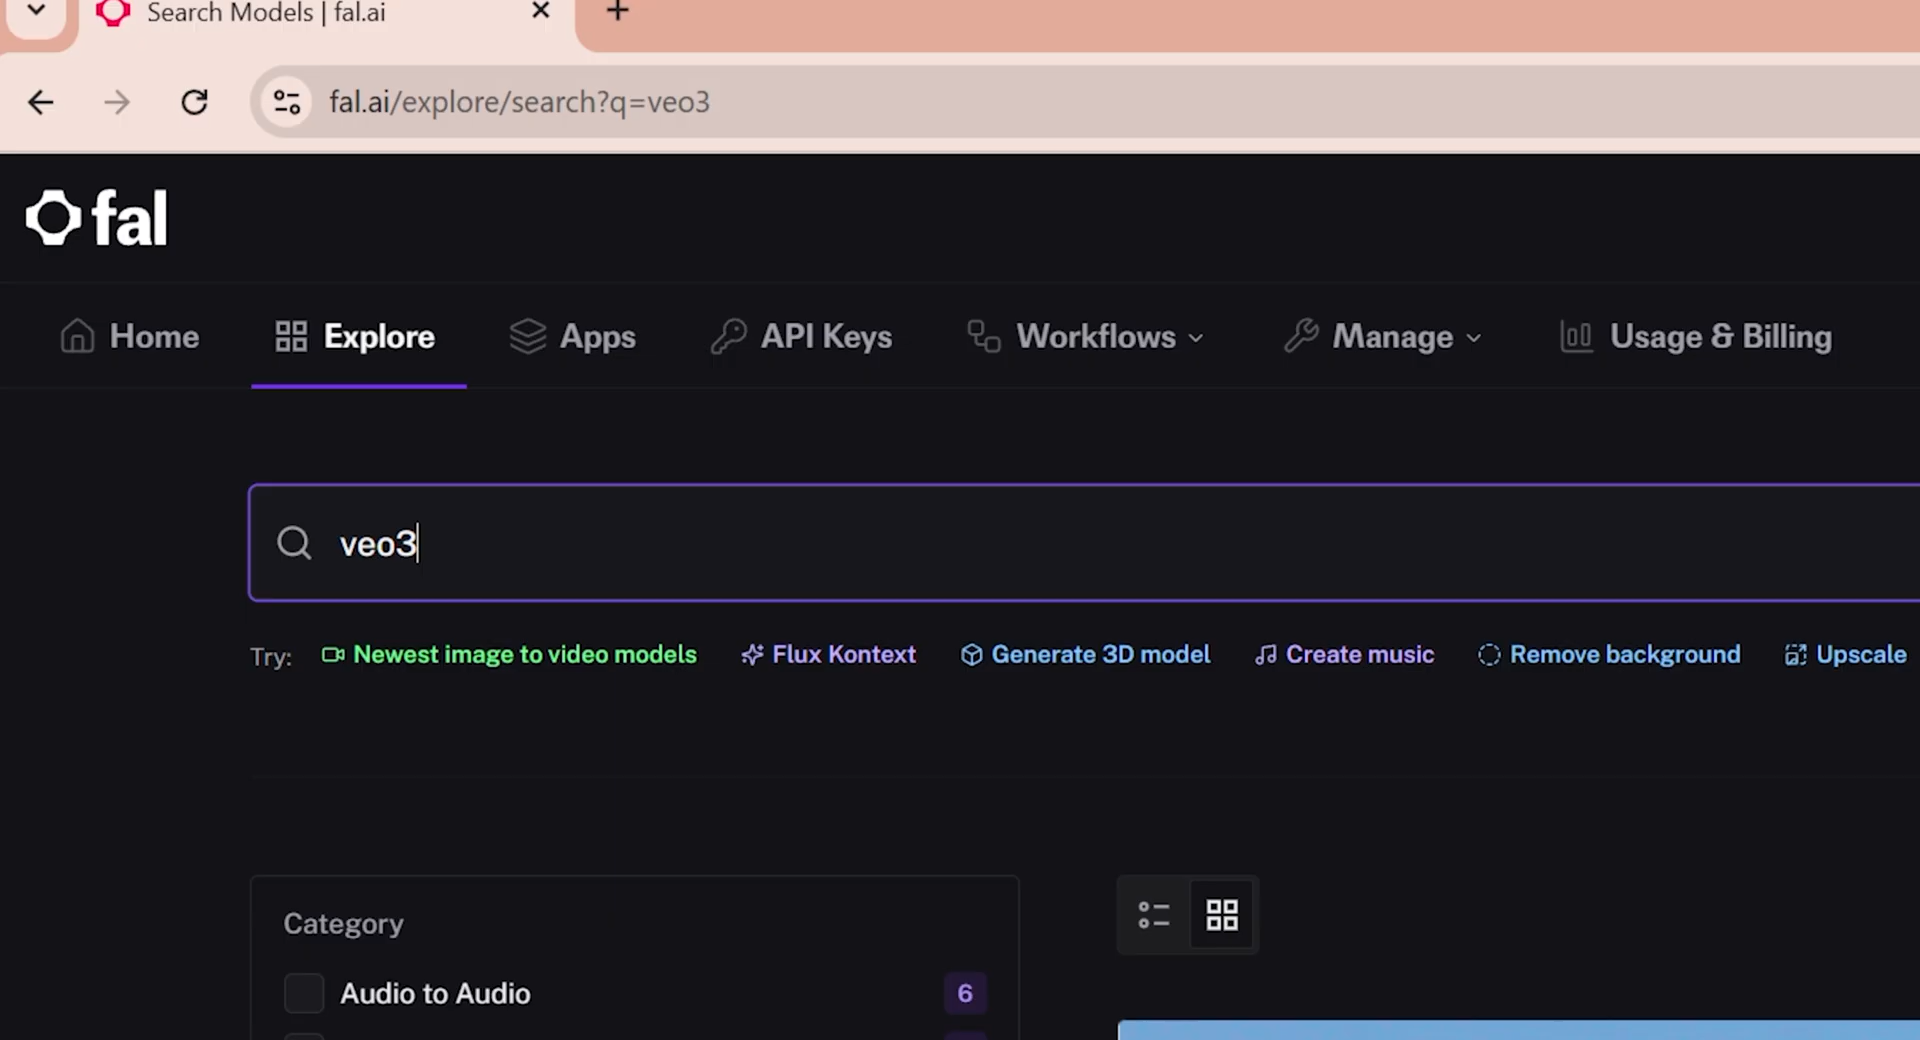 Search Models | fal.ai
fal.ai/explore/search?q=veo3
fal
Home
Explore
Apps
API Keys
Workflows
Manage
Usage & Billing
veo3
Try:
Newest image to video models
Flux Kontext
Generate 3D model
Create music
Remove background
Upscale
Category
Audio to Audio
6